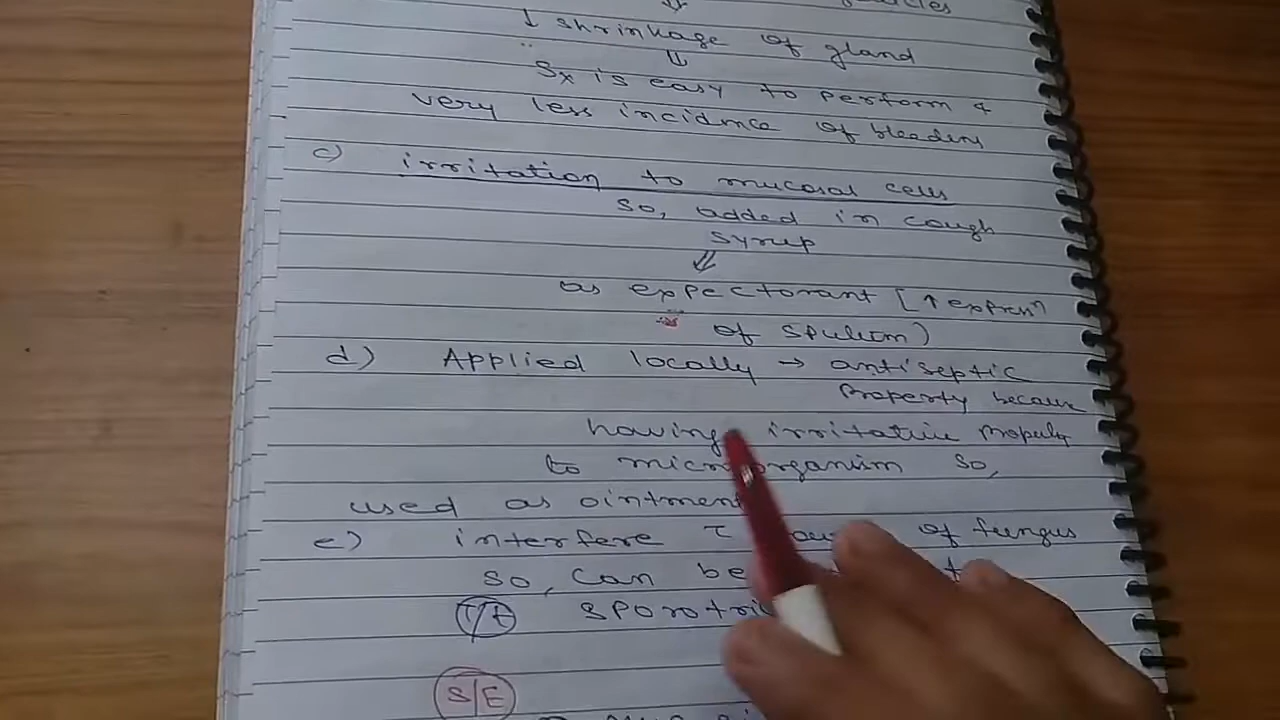 ↓ shrinkage of gland
⇓
Sx is easy to perform &
very less incidence of bleeding
c) irritation to mucosal cells
so, added in cough
syrup
⇓
as expectorant [↑ expresn
of sputum)
d) Applied locally → antiseptic
Property because
having irritative property
to microorganism so,
used as ointment
e) interfere of fungus
so, can be
T/t sporotri
S/E